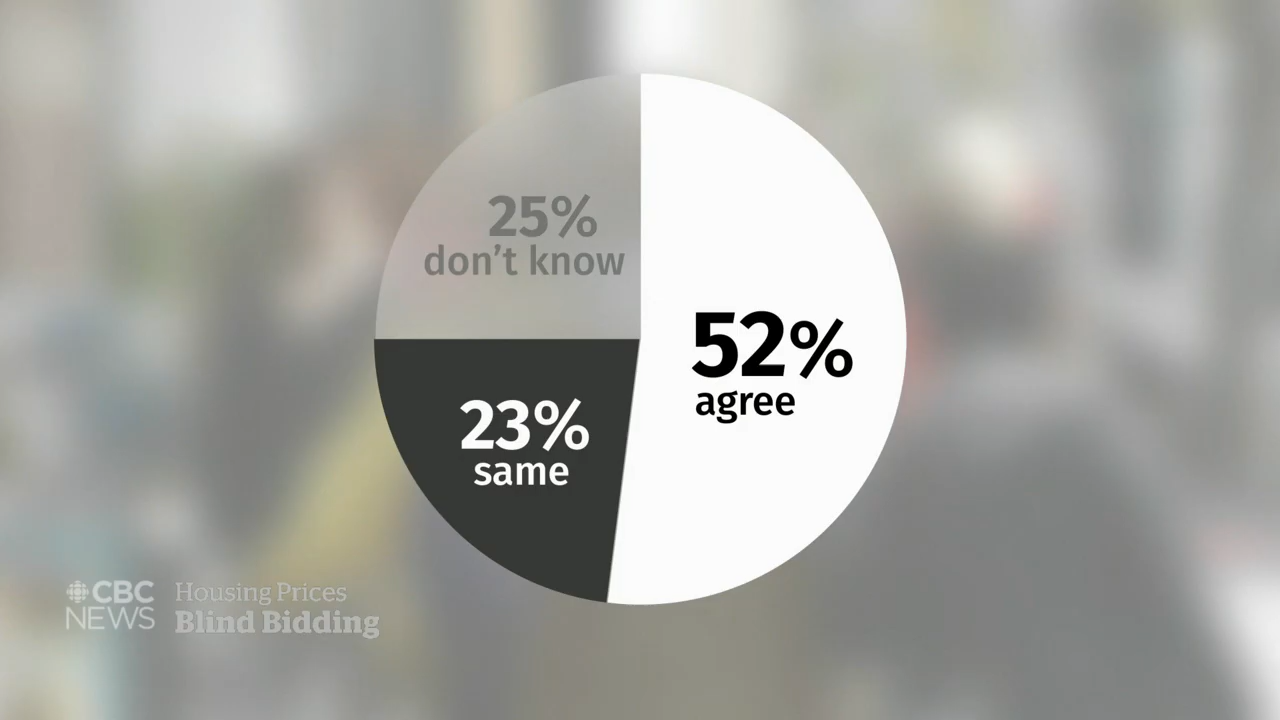 25%
don't know
52%
agree
23%
same
CBC
NEWS
Housing Prices
Blind Bidding